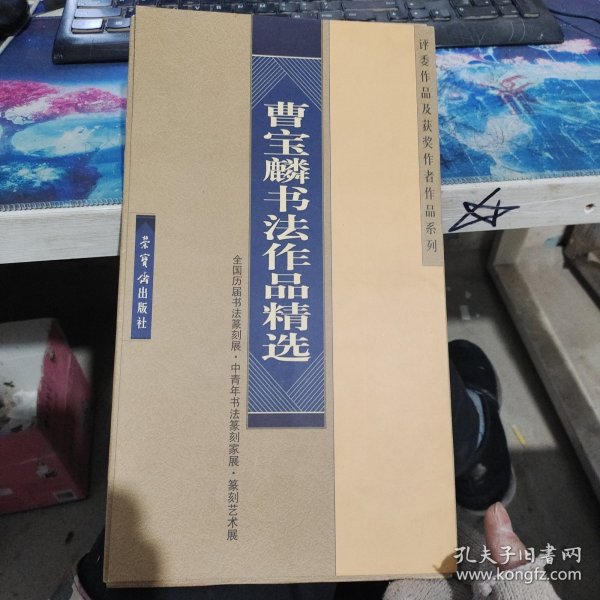 评委作品及获奖作者作品系列
曹宝麟书法作品精选
全国历届书法篆刻展·中青年书法篆刻家展·篆刻艺术展
荣宝斋出版社
孔夫子旧書网
www.kongfz.com